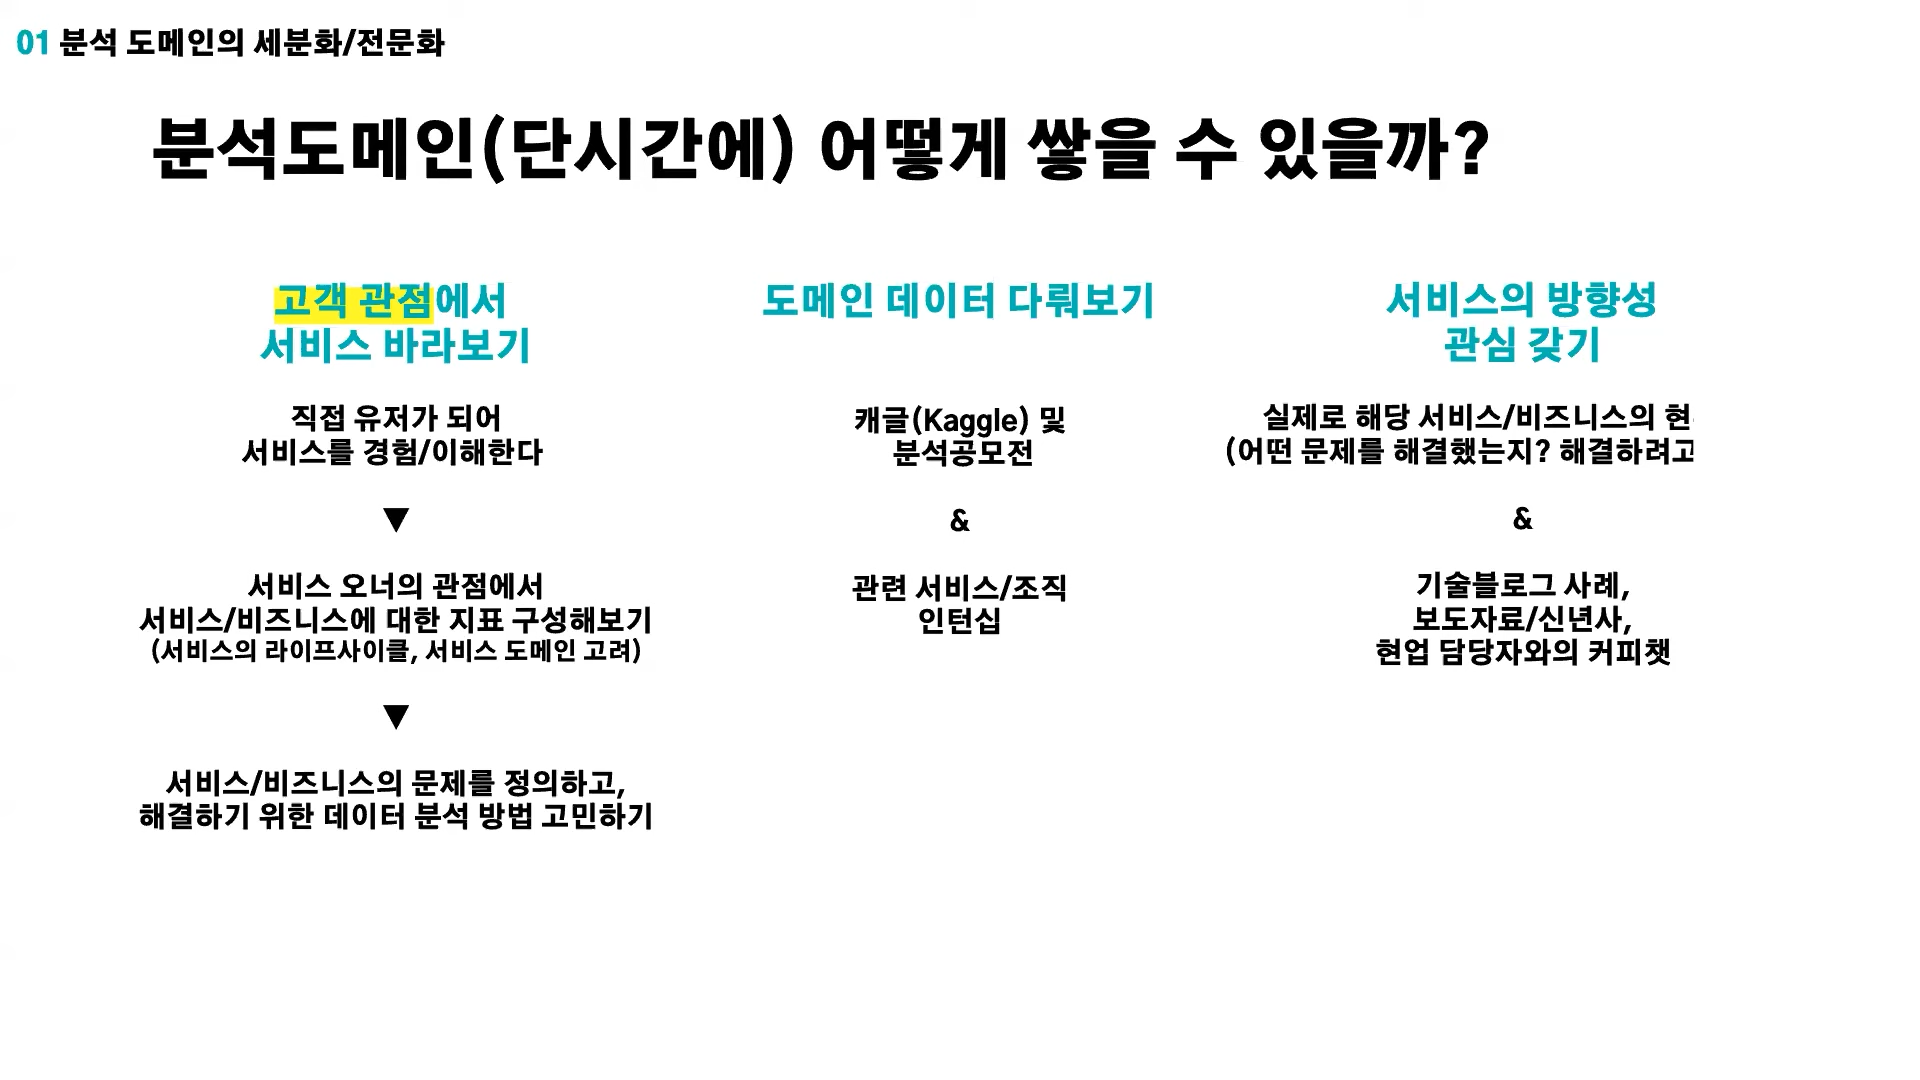 01 분석 도메인의 세분화/전문화
분석도메인(단시간에) 어떻게 쌓을 수 있을까?
고객 관점에서
서비스 바라보기
직접 유저가 되어
서비스를 경험/이해한다
▼
서비스 오너의 관점에서
서비스/비즈니스에 대한 지표 구성해보기
(서비스의 라이프사이클, 서비스 도메인 고려)
▼
서비스/비즈니스의 문제를 정의하고,
해결하기 위한 데이터 분석 방법 고민하기
도메인 데이터 다뤄보기
캐글(Kaggle) 및
분석공모전
&
관련 서비스/조직
인턴십
서비스의 방향성
관심 갖기
실제로 해당 서비스/비즈니스의 현
(어떤 문제를 해결했는지? 해결하려고
&
기술블로그 사례,
보도자료/신년사,
현업 담당자와의 커피챗